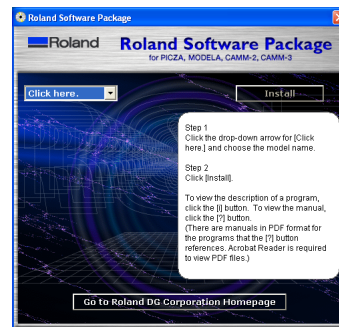 Roland Software Package
Roland
Roland Software Package
for PICZA, MODELA, CAMM-2, CAMM-3
Click here.
Install
Step 1
Click the drop-down arrow for [Click
here.] and choose the model name.
Step 2
Click [Install].
To view the description of a program,
click the [i] button. To view the manual,
click the [?] button.
(There are manuals in PDF format for
the programs that the [?] button
references. Acrobat Reader is required
to view PDF files.)
Go to Roland DG Corporation Homepage